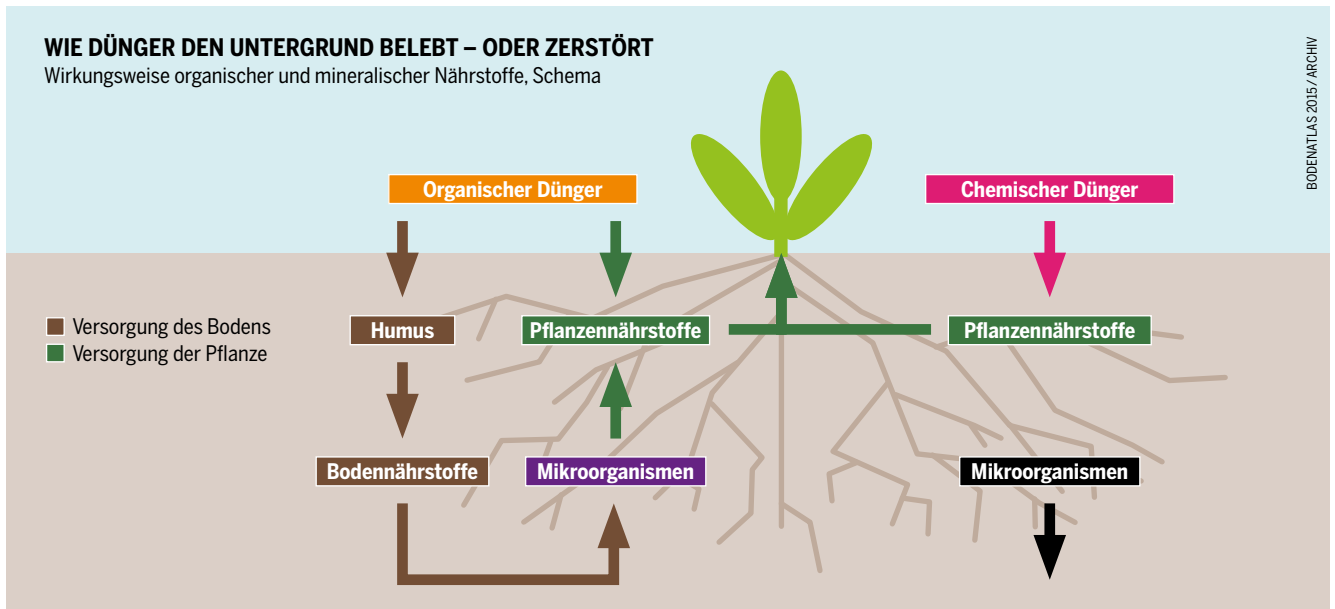 WIE DÜNGER DEN UNTERGRUND BELEBT – ODER ZERSTÖRT
Wirkungsweise organischer und mineralischer Nährstoffe, Schema
BODENATLAS 2015 / ARCHIV
Organischer Dünger
Chemischer Dünger
Versorgung des Bodens
Versorgung der Pflanze
Humus
Pflanzennährstoffe
Pflanzennährstoffe
Bodennährstoffe
Mikroorganismen
Mikroorganismen